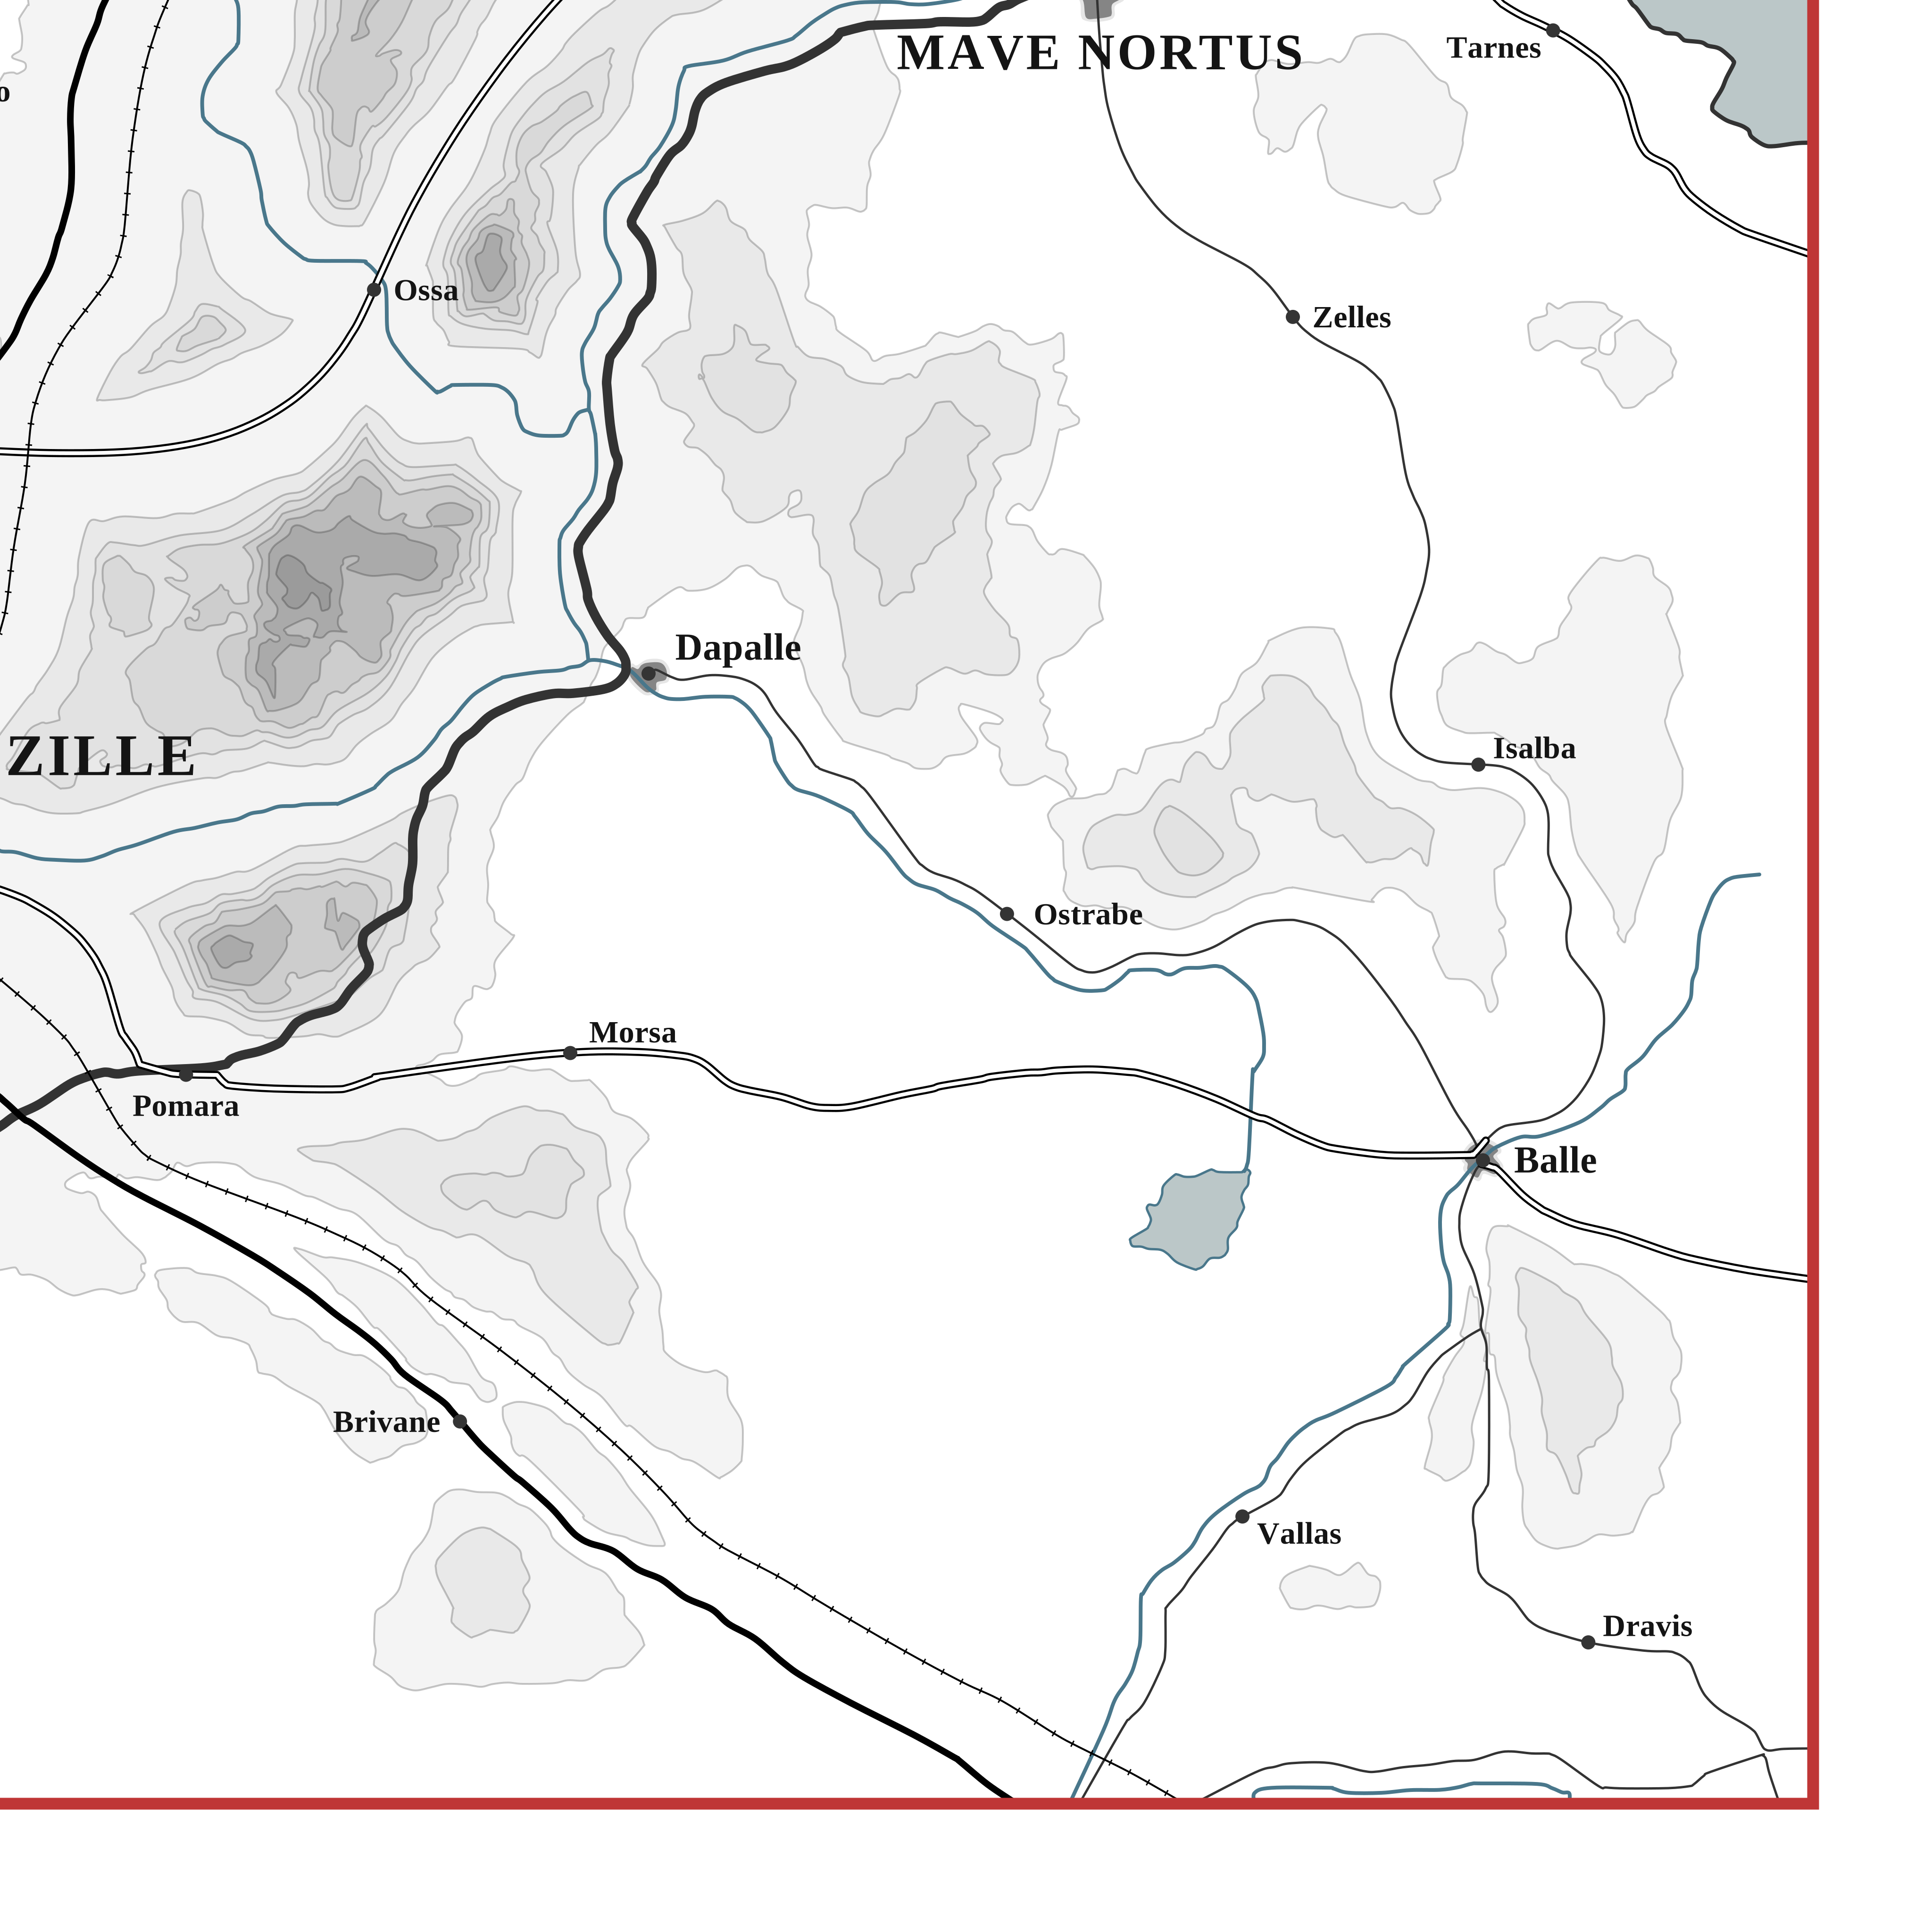 MAVE NORTUS
Tarnes
o
Ossa
Zelles
Dapalle
ZILLE
Isalba
Ostrabe
Morsa
Pomara
Balle
Brivane
Vallas
Dravis